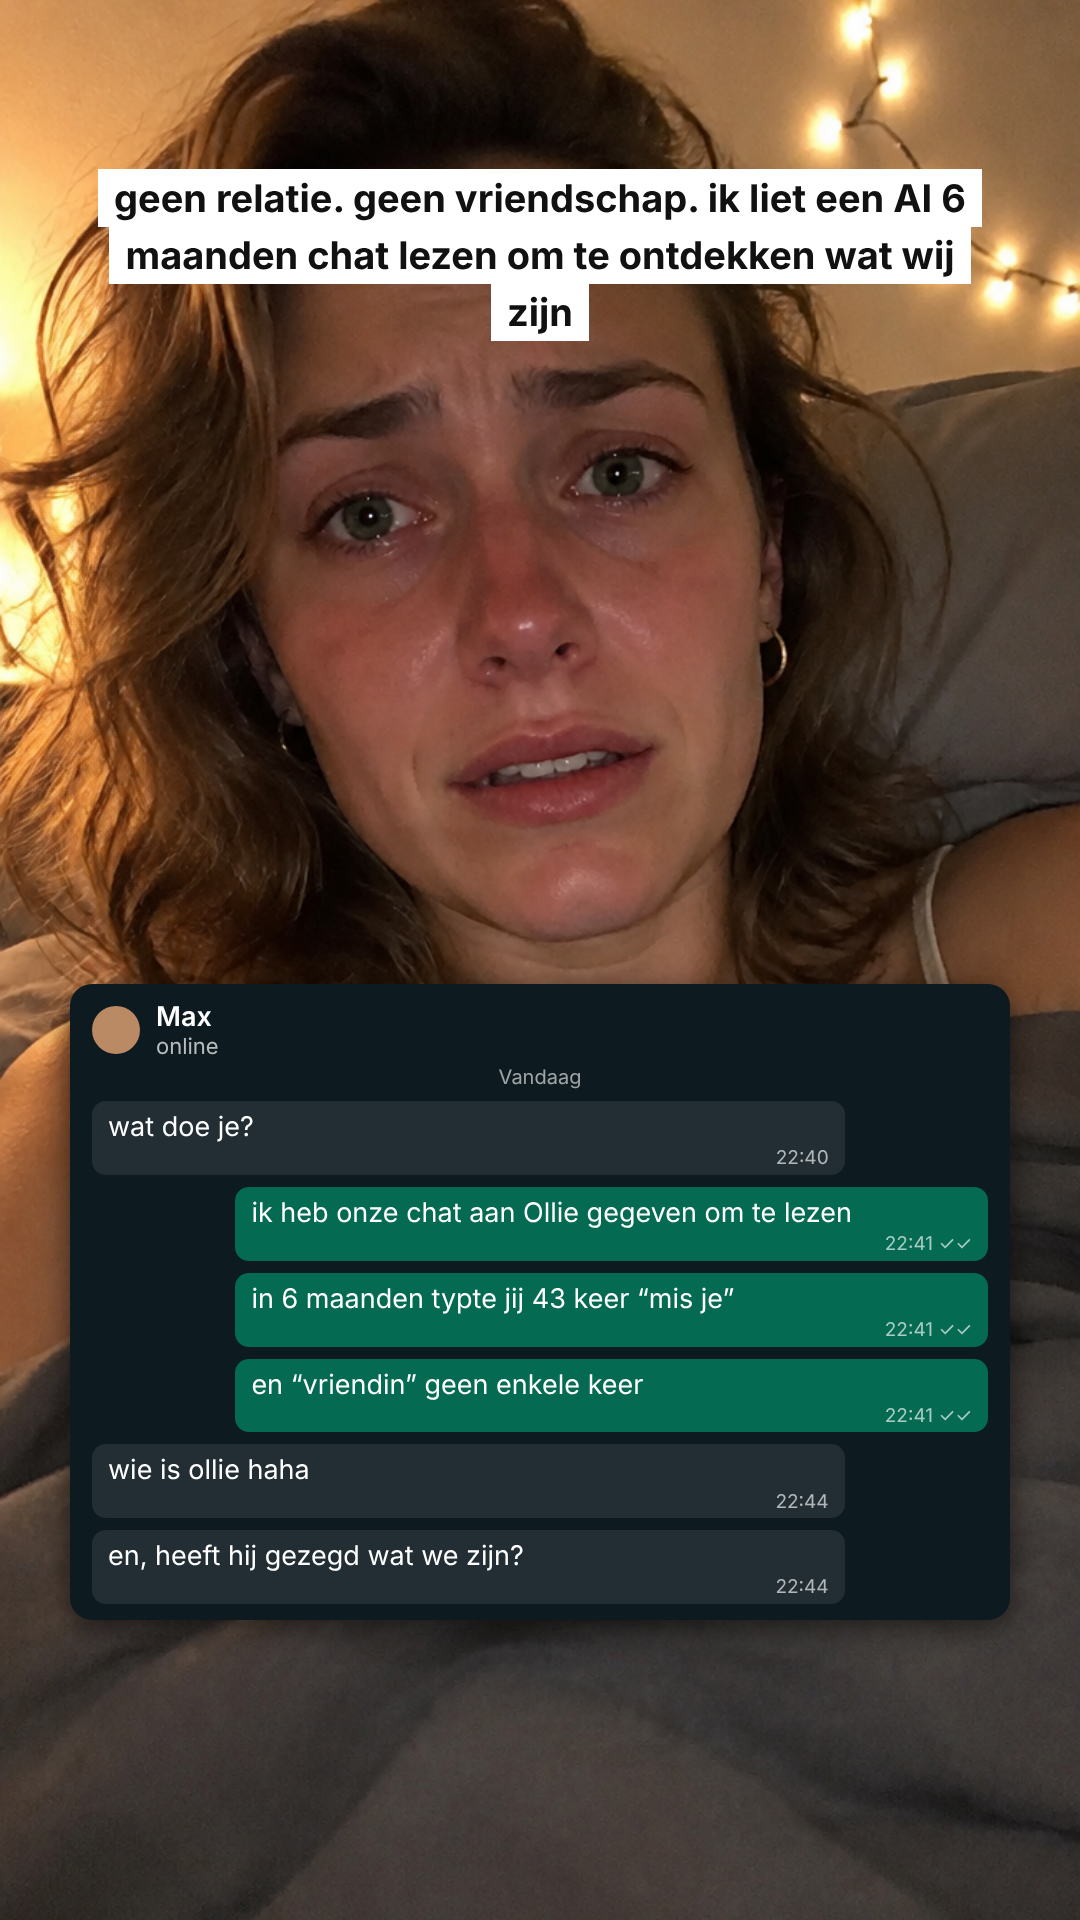 geen relatie. geen vriendschap. ik liet een AI 6
maanden chat lezen om te ontdekken wat wij
zijn
Max
online
Vandaag
wat doe je?
22:40
ik heb onze chat aan Ollie gegeven om te lezen
22:41 ✓✓
in 6 maanden typte jij 43 keer “mis je”
22:41 ✓✓
en “vriendin” geen enkele keer
22:41 ✓✓
wie is ollie haha
22:44
en, heeft hij gezegd wat we zijn?
22:44